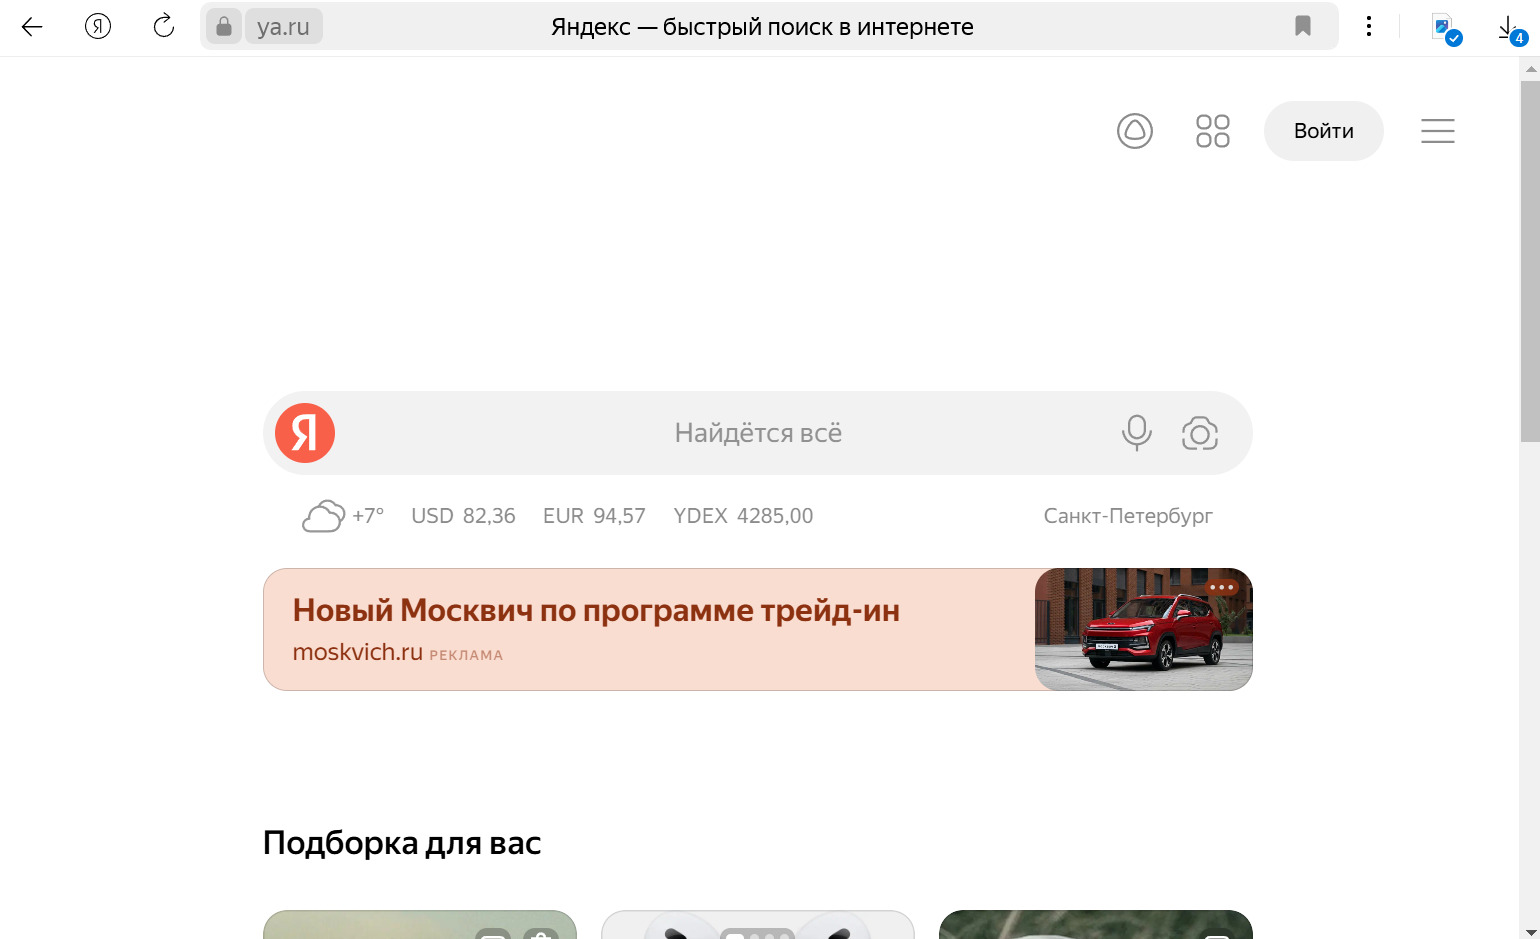 ya.ru
Яндекс — быстрый поиск в интернете
4
Войти
Я
Найдётся всё
+7° USD 82,36 EUR 94,57 YDEX 4285,00 Санкт-Петербург
Новый Москвич по программе трейд-ин
moskvich.ru РЕКЛАМА
Подборка для вас